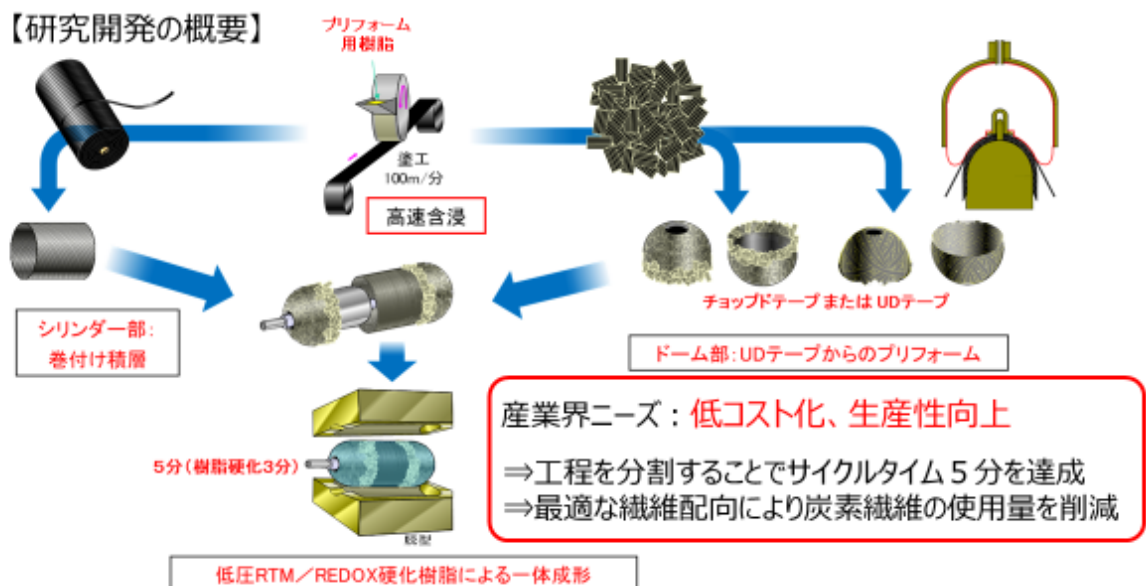 【研究開発の概要】
プリフォーム
用樹脂
塗工
100m/分
高速含浸
チョップドテープ または UDテープ
シリンダー部：
巻付け積層
ドーム部：UDテープからのプリフォーム
産業界ニーズ：低コスト化、生産性向上
⇒工程を分割することでサイクルタイム５分を達成
⇒最適な繊維配向により炭素繊維の使用量を削減
5分（樹脂硬化3分）
低圧RTM／REDOX硬化樹脂による一体成形